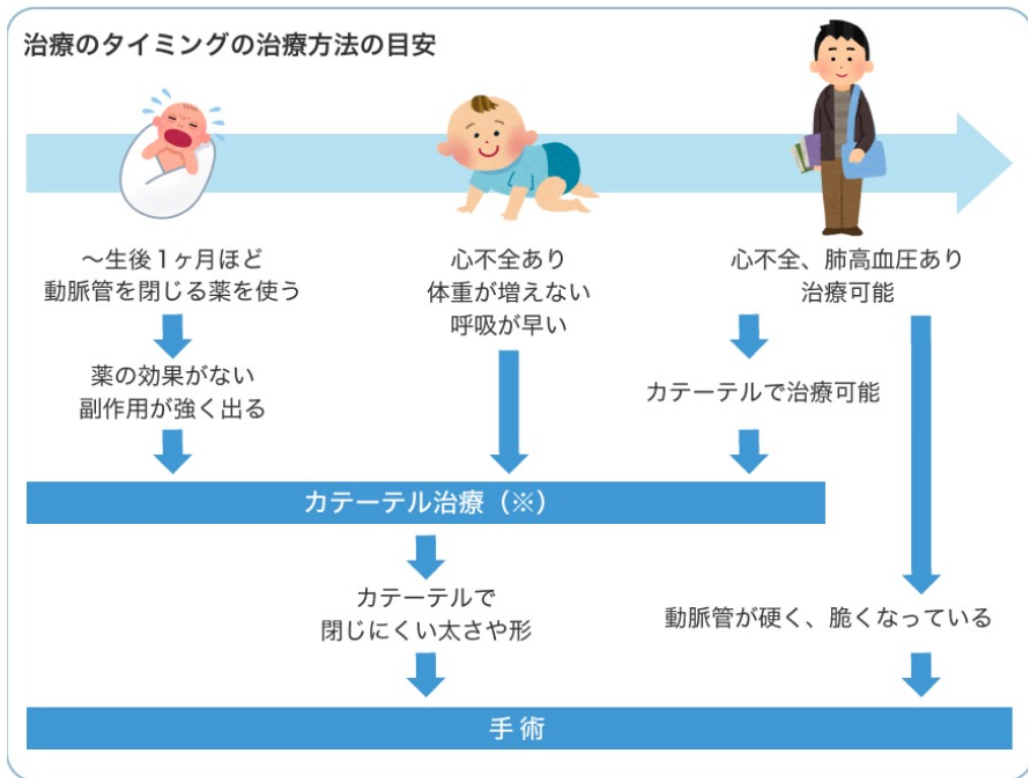 治療のタイミングの治療方法の目安
～生後1ヶ月ほど
動脈管を閉じる薬を使う
薬の効果がない
副作用が強く出る
心不全あり
体重が増えない
呼吸が早い
心不全、肺高血圧あり
治療可能
カテーテルで治療可能
カテーテル治療（※）
カテーテルで
閉じにくい太さや形
動脈管が硬く、脆くなっている
手術